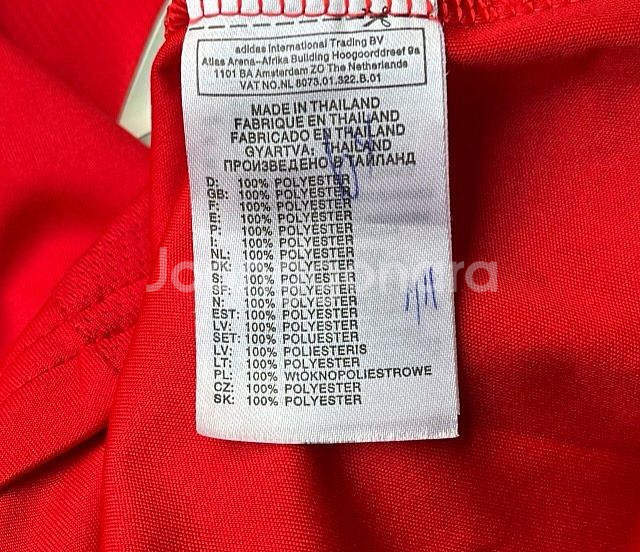 adidas International Trading BV
Atlas Arena-Afrika Building Hoogoorddreef 9a
1101 BA Amsterdam ZO The Netherlands
VAT NO.NL 8073.01.322.B.01
MADE IN THAILAND
FABRIQUE EN THAILAND
FABRICADO EN THAILAND
GYARTVA: THAILAND
ПРОИЗВЕДЕНО В ТАЙЛАНД
D: 100% POLYESTER
GB: 100% POLYESTER
F: 100% POLYESTER
E: 100% POLYESTER
P: 100% POLYESTER
I: 100% POLYESTER
NL: 100% POLYESTER
DK: 100% POLYESTER
S: 100% POLYESTER
SF: 100% POLYESTER
N: 100% POLYESTER
EST: 100% POLYESTER
LV: 100% POLYESTER
SET: 100% POLUESTER
LV: 100% POLIESTERIS
LT: 100% POLYESTER
PL: 100% WtÓKNOPOLIESTROWE
CZ: 100% POLYESTER
SK: 100% POLYESTER